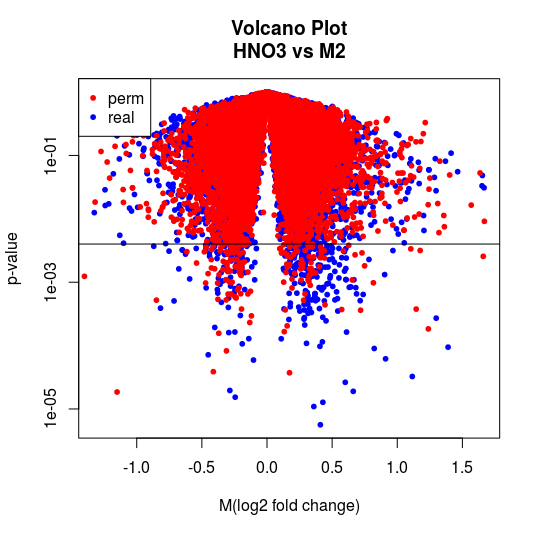 Volcano Plot
HNO3 vs M2
perm
real
1e-01
1e-03
1e-05
p-value
-1.0 -0.5 0.0 0.5 1.0 1.5
M(log2 fold change)